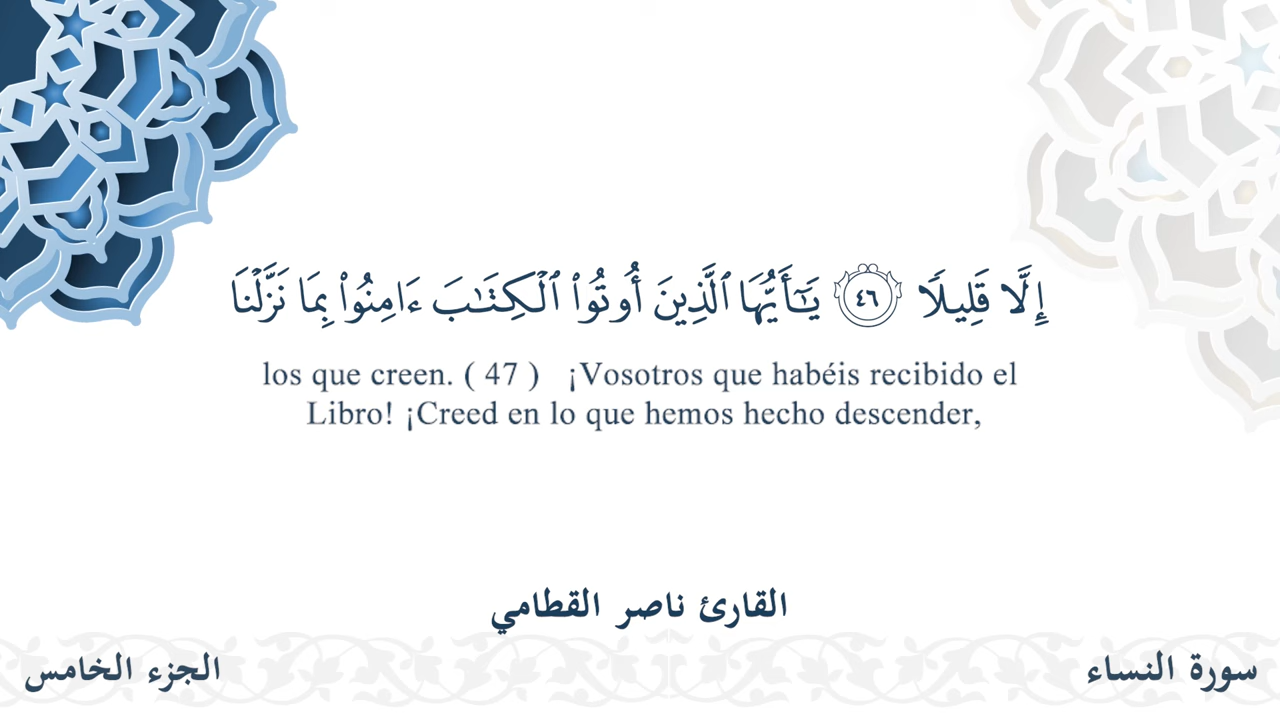 إِلَّا قَلِيلًا ٤٦ يَٰٓأَيُّهَا ٱلَّذِينَ أُوتُوا۟ ٱلْكِتَٰبَ ءَامِنُوا۟ بِمَا نَزَّلْنَا
los que creen. ( 47 ) ¡Vosotros que habéis recibido el
Libro! ¡Creed en lo que hemos hecho descender,
القارئ ناصر القطامي
سورة النساء
الجزء الخامس